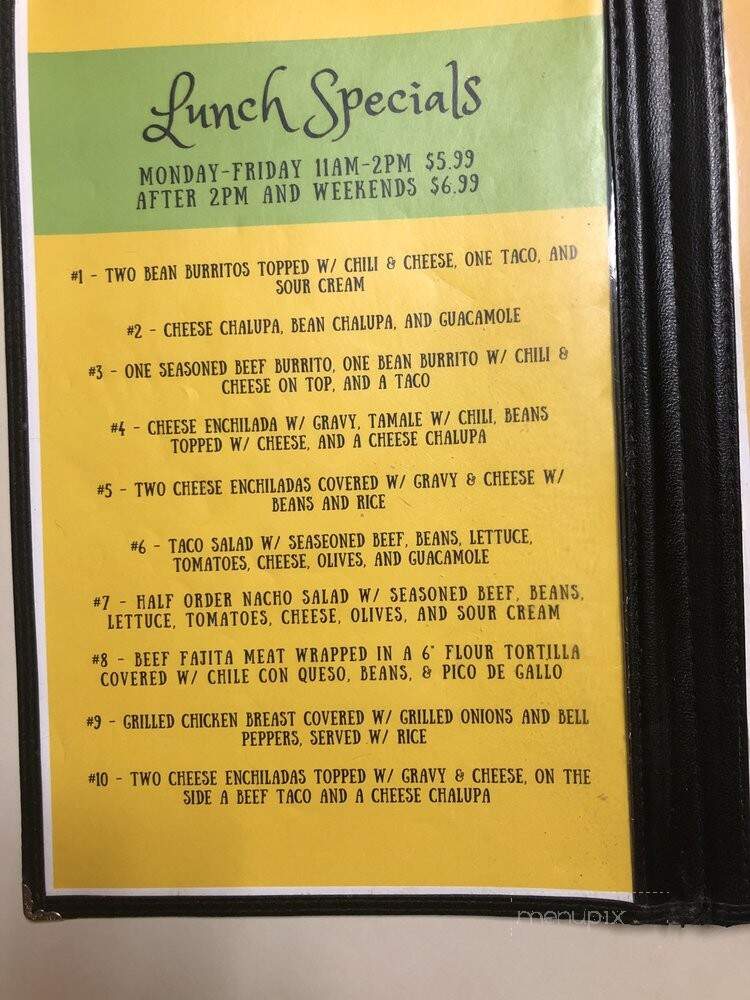 Lunch Specials
MONDAY-FRIDAY 11AM-2PM $5.99
AFTER 2PM AND WEEKENDS $6.99
#1 - TWO BEAN BURRITOS TOPPED W/ CHILI & CHEESE, ONE TACO, AND
SOUR CREAM
#2 - CHEESE CHALUPA, BEAN CHALUPA, AND GUACAMOLE
#3 - ONE SEASONED BEEF BURRITO, ONE BEAN BURRITO W/ CHILI &
CHEESE ON TOP, AND A TACO
#4 - CHEESE ENCHILADA W/ GRAVY, TAMALE W/ CHILI, BEANS
TOPPED W/ CHEESE, AND A CHEESE CHALUPA
#5 - TWO CHEESE ENCHILADAS COVERED W/ GRAVY & CHEESE W/
BEANS AND RICE
#6 - TACO SALAD W/ SEASEONED BEEF, BEANS, LETTUCE,
TOMATOES, CHEESE, OLIVES, AND GUACAMOLE
#7 - HALF ORDER NACHO SALAD W/ SEASONED BEEF, BEANS,
LETTUCE, TOMATOES, CHEESE, OLIVES, AND SOUR CREAM
#8 - BEEF FAJITA MEAT WRAPPED IN A 6" FLOUR TORTILLA
COVERED W/ CHILE CON QUESO, BEANS, & PICO DE GALLO
#9 - GRILLED CHICKEN BREAST COVERED W/ GRILLED ONIONS AND BELL
PEPPERS, SERVED W/ RICE
#10 - TWO CHEESE ENCHILADAS TOPPED W/ GRAVY & CHEESE, ON THE
SIDE A BEEF TACO AND A CHEESE CHALUPA
menupix